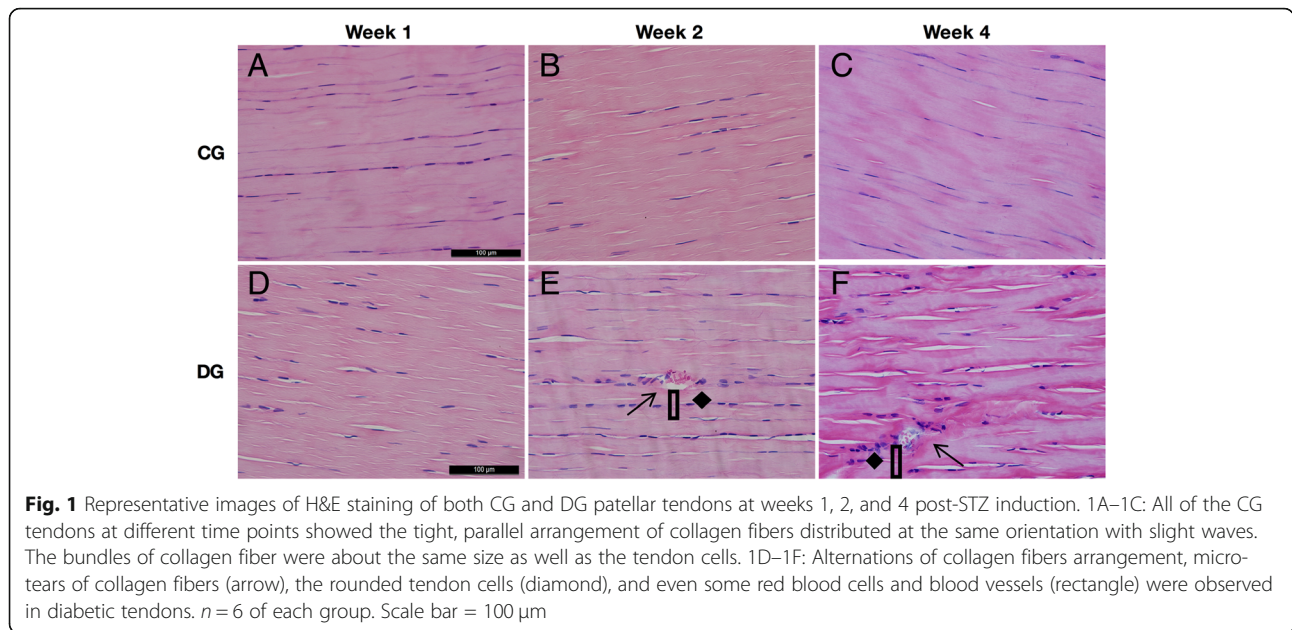 Week 1 Week 2 Week 4
A B C
CG
100 µm
D E F
DG
100 µm
Fig. 1 Representative images of H&E staining of both CG and DG patellar tendons at weeks 1, 2, and 4 post-STZ induction. 1A–1C: All of the CG
tendons at different time points showed the tight, parallel arrangement of collagen fibers distributed at the same orientation with slight waves.
The bundles of collagen fiber were about the same size as well as the tendon cells. 1D–1F: Alternations of collagen fibers arrangement, micro-
tears of collagen fibers (arrow), the rounded tendon cells (diamond), and even some red blood cells and blood vessels (rectangle) were observed
in diabetic tendons. n = 6 of each group. Scale bar = 100 µm